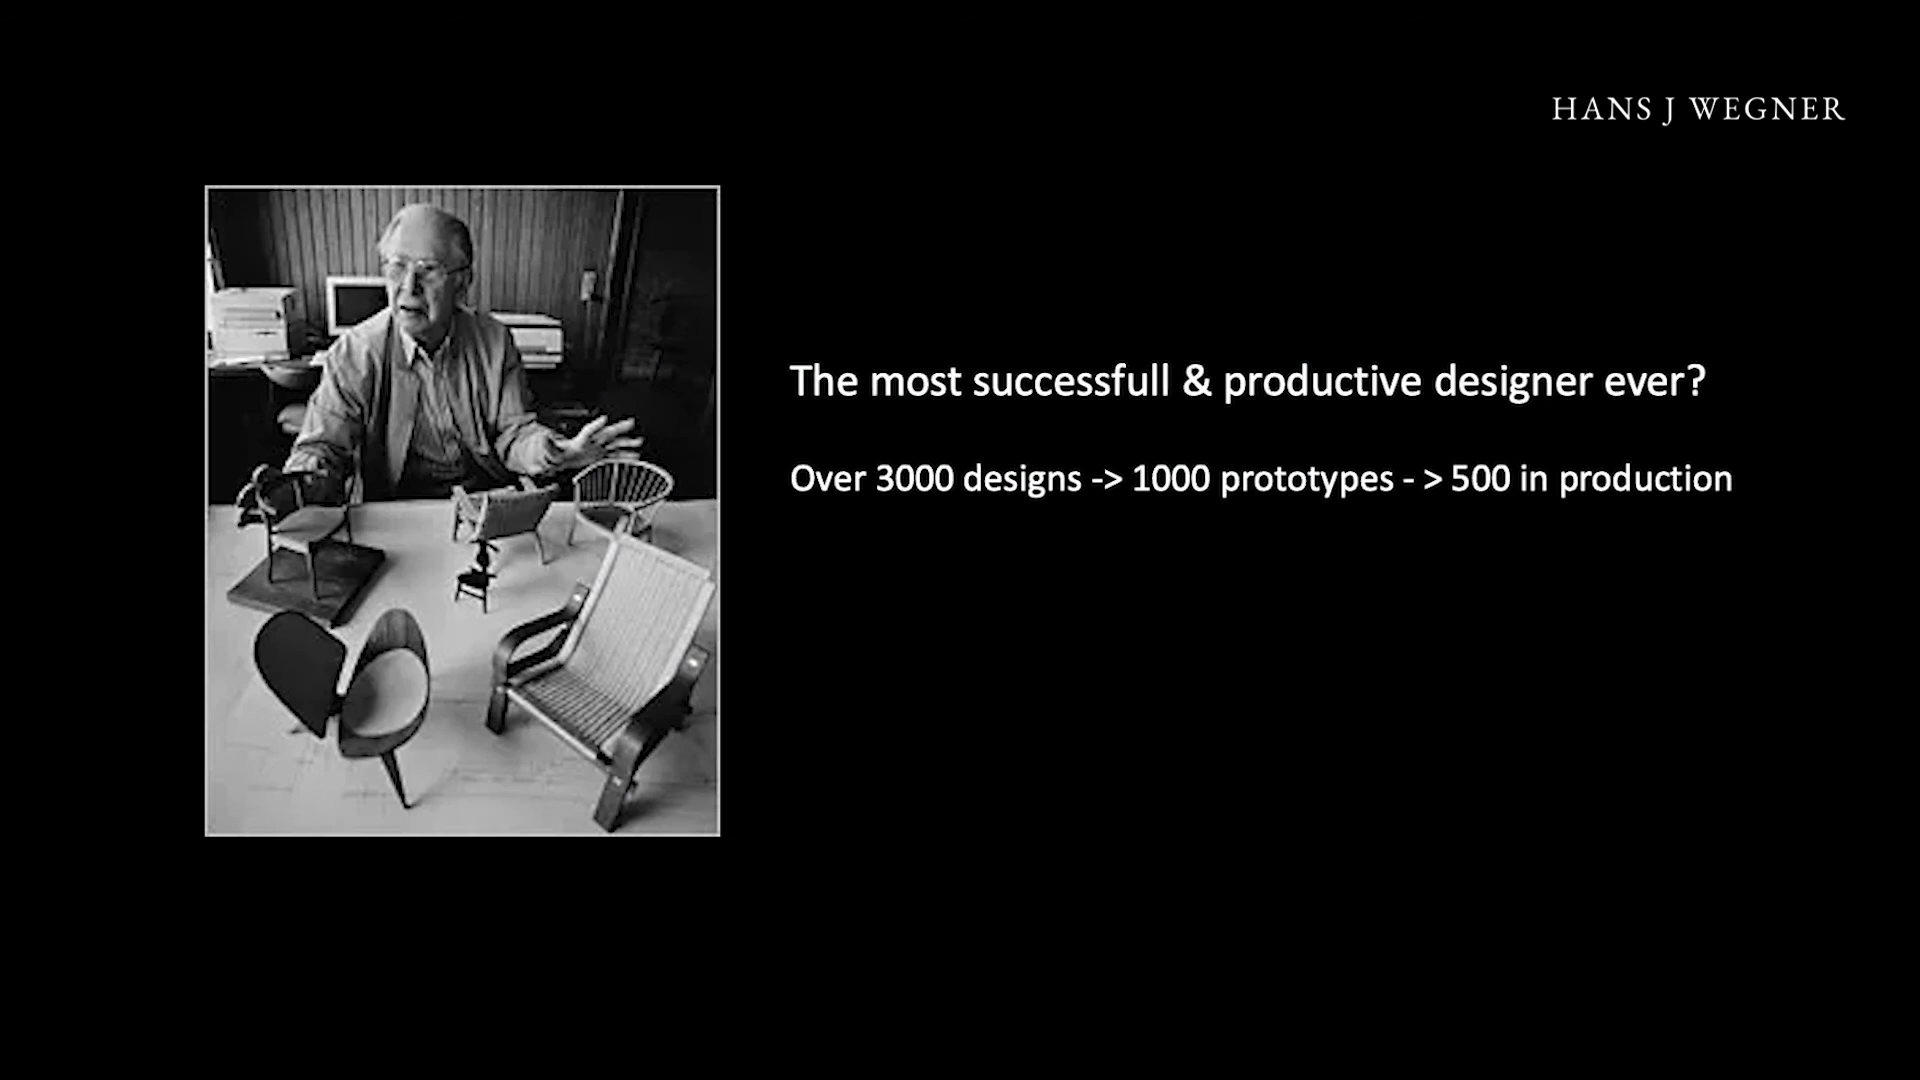 HANS J WEGNER
The most successfull & productive designer ever?
Over 3000 designs -> 1000 prototypes - > 500 in production